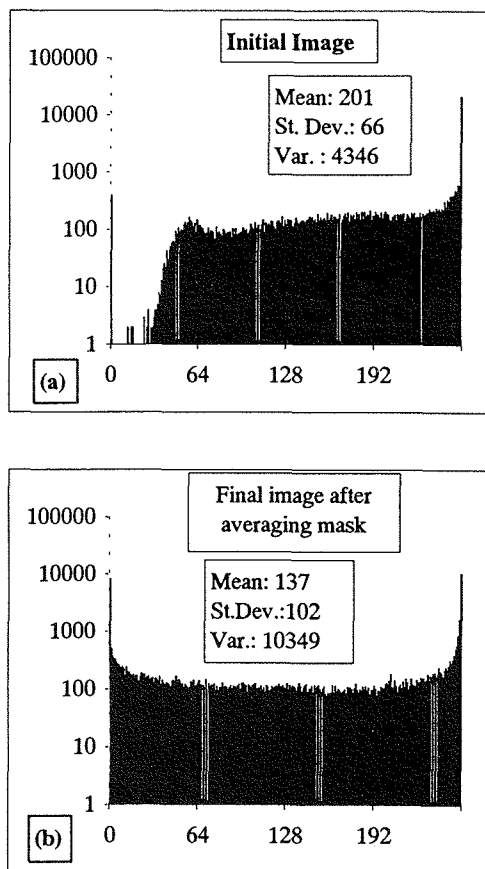 Initial Image
100000
Mean: 201
St. Dev.: 66
Var. : 4346
10000
1000
100
10
1
(a)
0 64 128 192
Final image after
averaging mask
100000
Mean: 137
St.Dev.:102
Var.: 10349
10000
1000
100
10
1
(b)
0 64 128 192